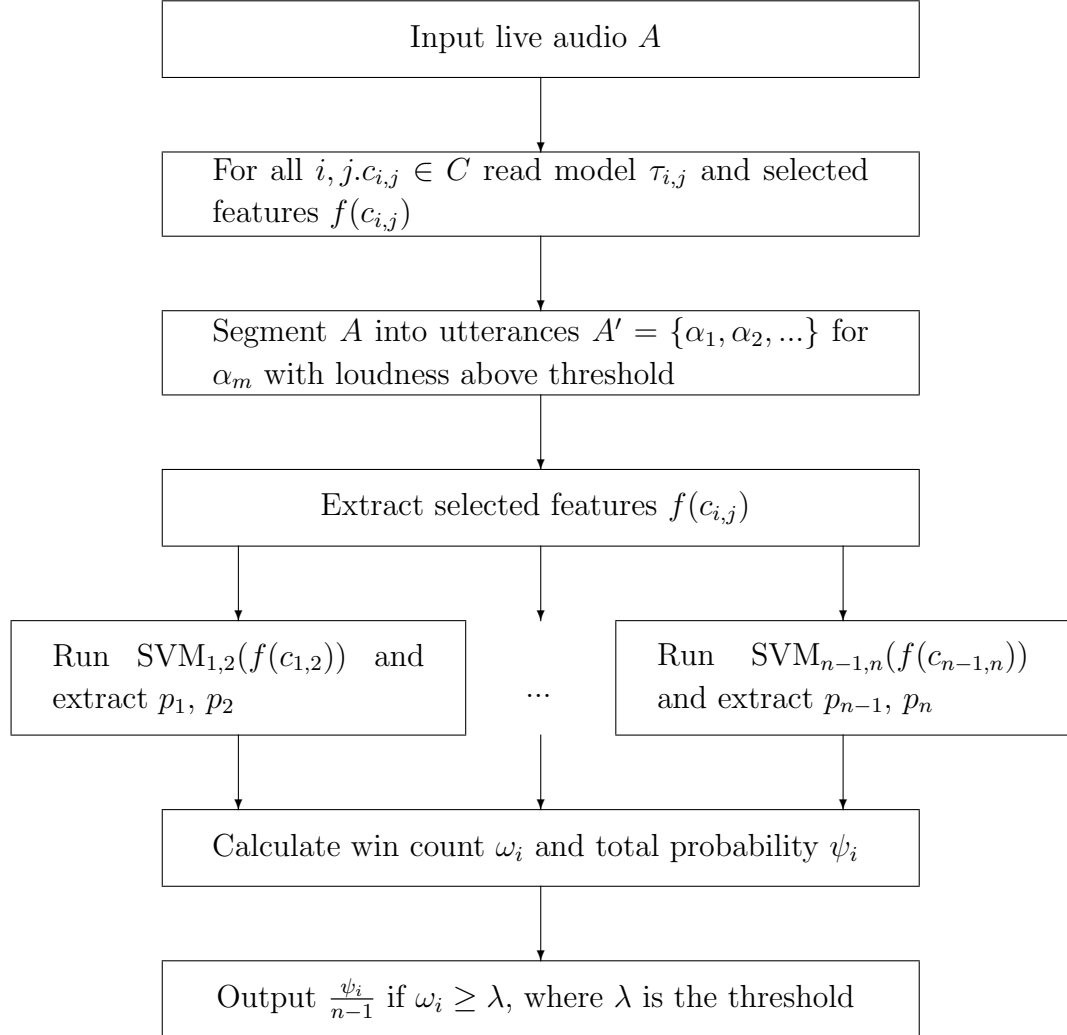 Input live audio A
For all i, j.c_{i,j} ∈ C read model τ_{i,j} and selected
features f(c_{i,j})
Segment A into utterances A′ = {α_1, α_2, ...} for
α_m with loudness above threshold
Extract selected features f(c_{i,j})
Run SVM_{1,2}(f(c_{1,2})) and
extract p_1, p_2
...
Run SVM_{n−1,n}(f(c_{n−1,n}))
and extract p_{n−1}, p_n
Calculate win count ω_i and total probability ψ_i
Output \frac{ψ_i}{n−1} if ω_i ≥ λ, where λ is the threshold